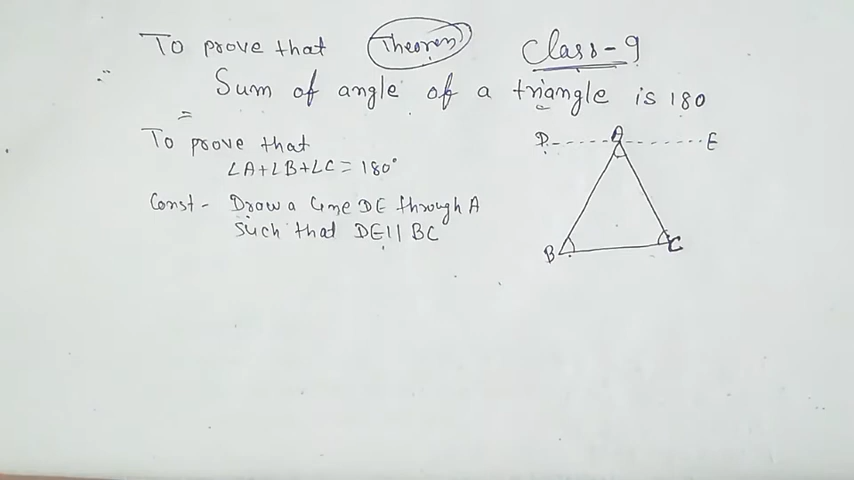 To prove that Theorem Class-9
Sum of angle of a triangle is 180
To prove that
∠A+∠B+∠C = 180°
Const - Draw a line DE through A
such that DE || BC
D A E
B C